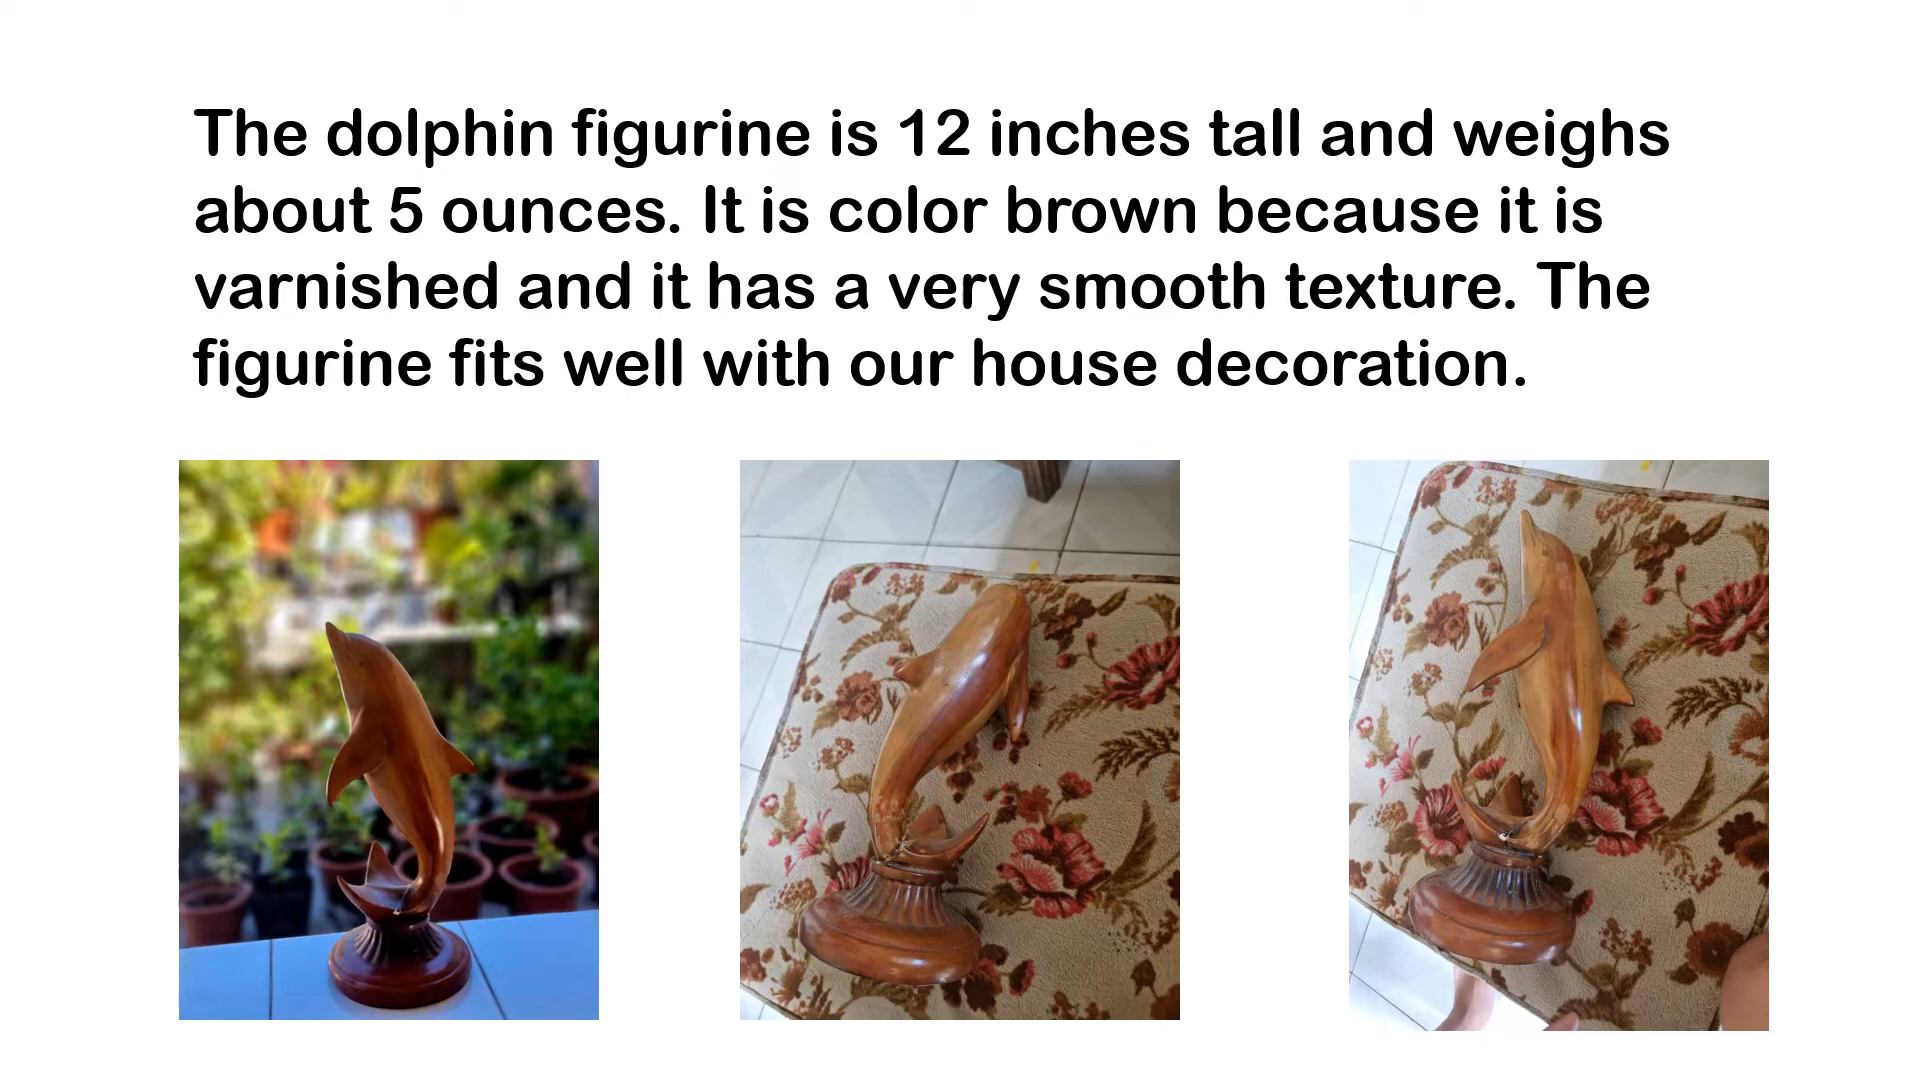 The dolphin figurine is 12 inches tall and weighs
about 5 ounces. It is color brown because it is
varnished and it has a very smooth texture. The
figurine fits well with our house decoration.